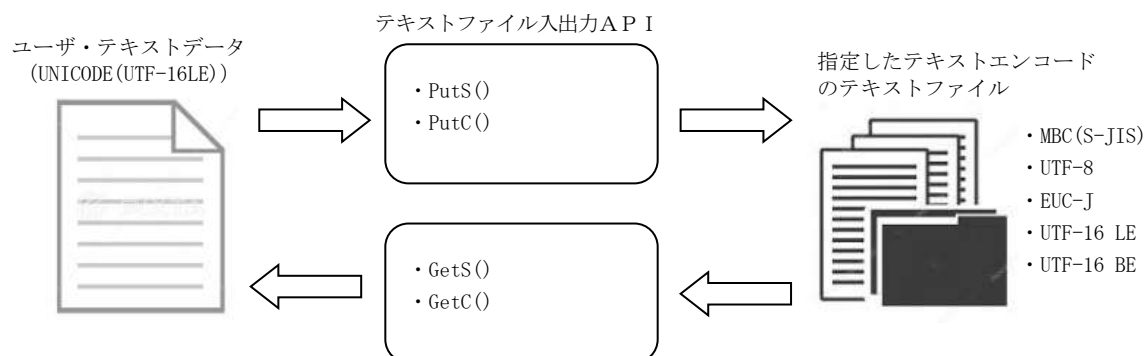 テキストファイル入出力ＡＰＩ
ユーザ・テキストデータ
(UNICODE(UTF-16LE))
・PutS()
・PutC()
指定したテキストエンコード
のテキストファイル
・MBC(S-JIS)
・UTF-8
・EUC-J
・UTF-16 LE
・UTF-16 BE
・GetS()
・GetC()